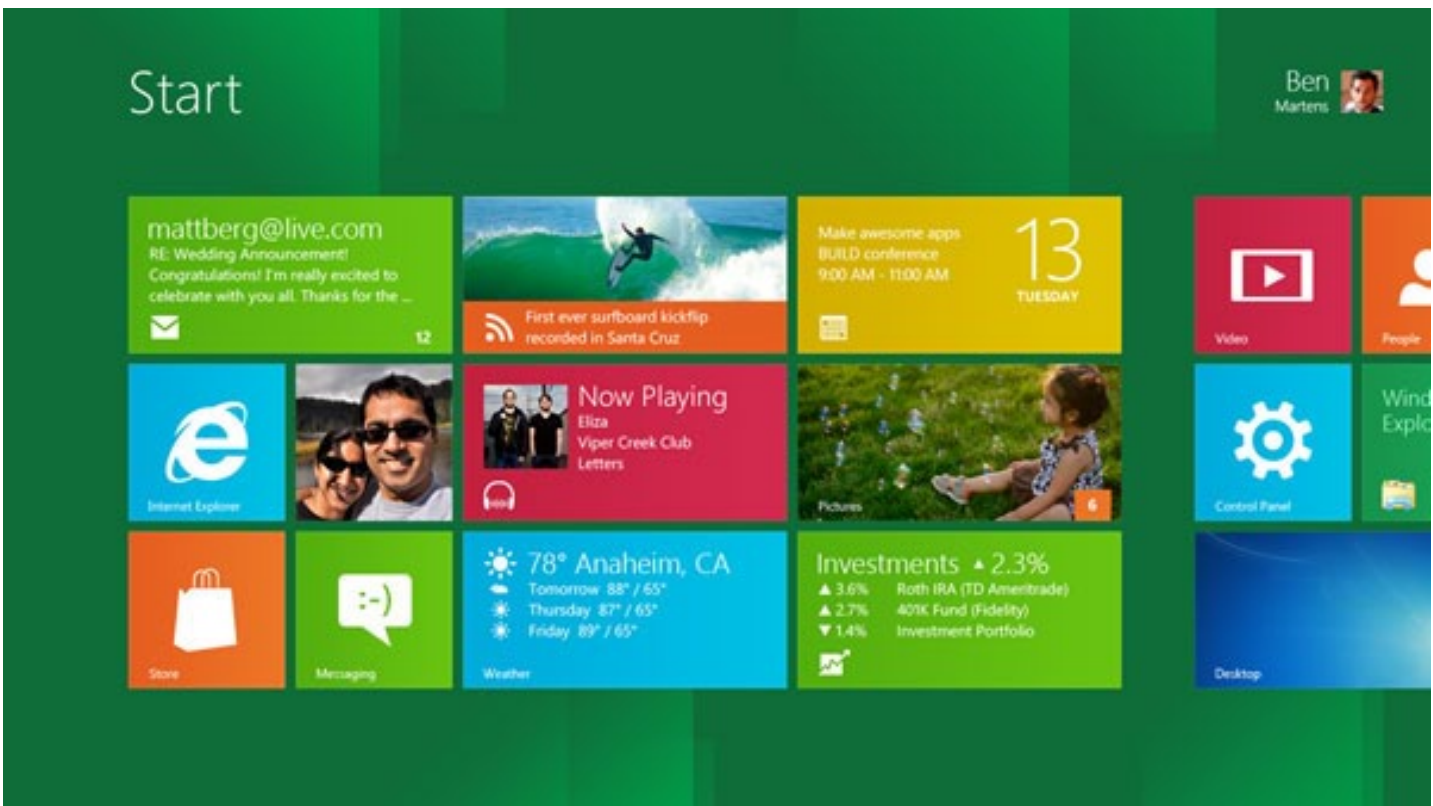 Start
Ben
Martens
mattberg@live.com
RE: Wedding Announcement!
Congratulations! I'm really excited to
celebrate with you all. Thanks for the ...
12
First ever surfboard kickflip
recorded in Santa Cruz
Make awesome apps
BUILD conference
9:00 AM - 11:00 AM
13
TUESDAY
Video
People
Internet Explorer
Now Playing
Eliza
Viper Creek Club
Letters
Pictures
6
Control Panel
Wind
Explo
Store
:-)
Messaging
78° Anaheim, CA
Tomorrow 88° / 65°
Thursday 87° / 65°
Friday 89° / 65°
Weather
Investments ▲ 2.3%
▲ 3.6% Roth IRA (TD Ameritrade)
▲ 2.7% 401K Fund (Fidelity)
▼ 1.4% Investment Portfolio
Desktop